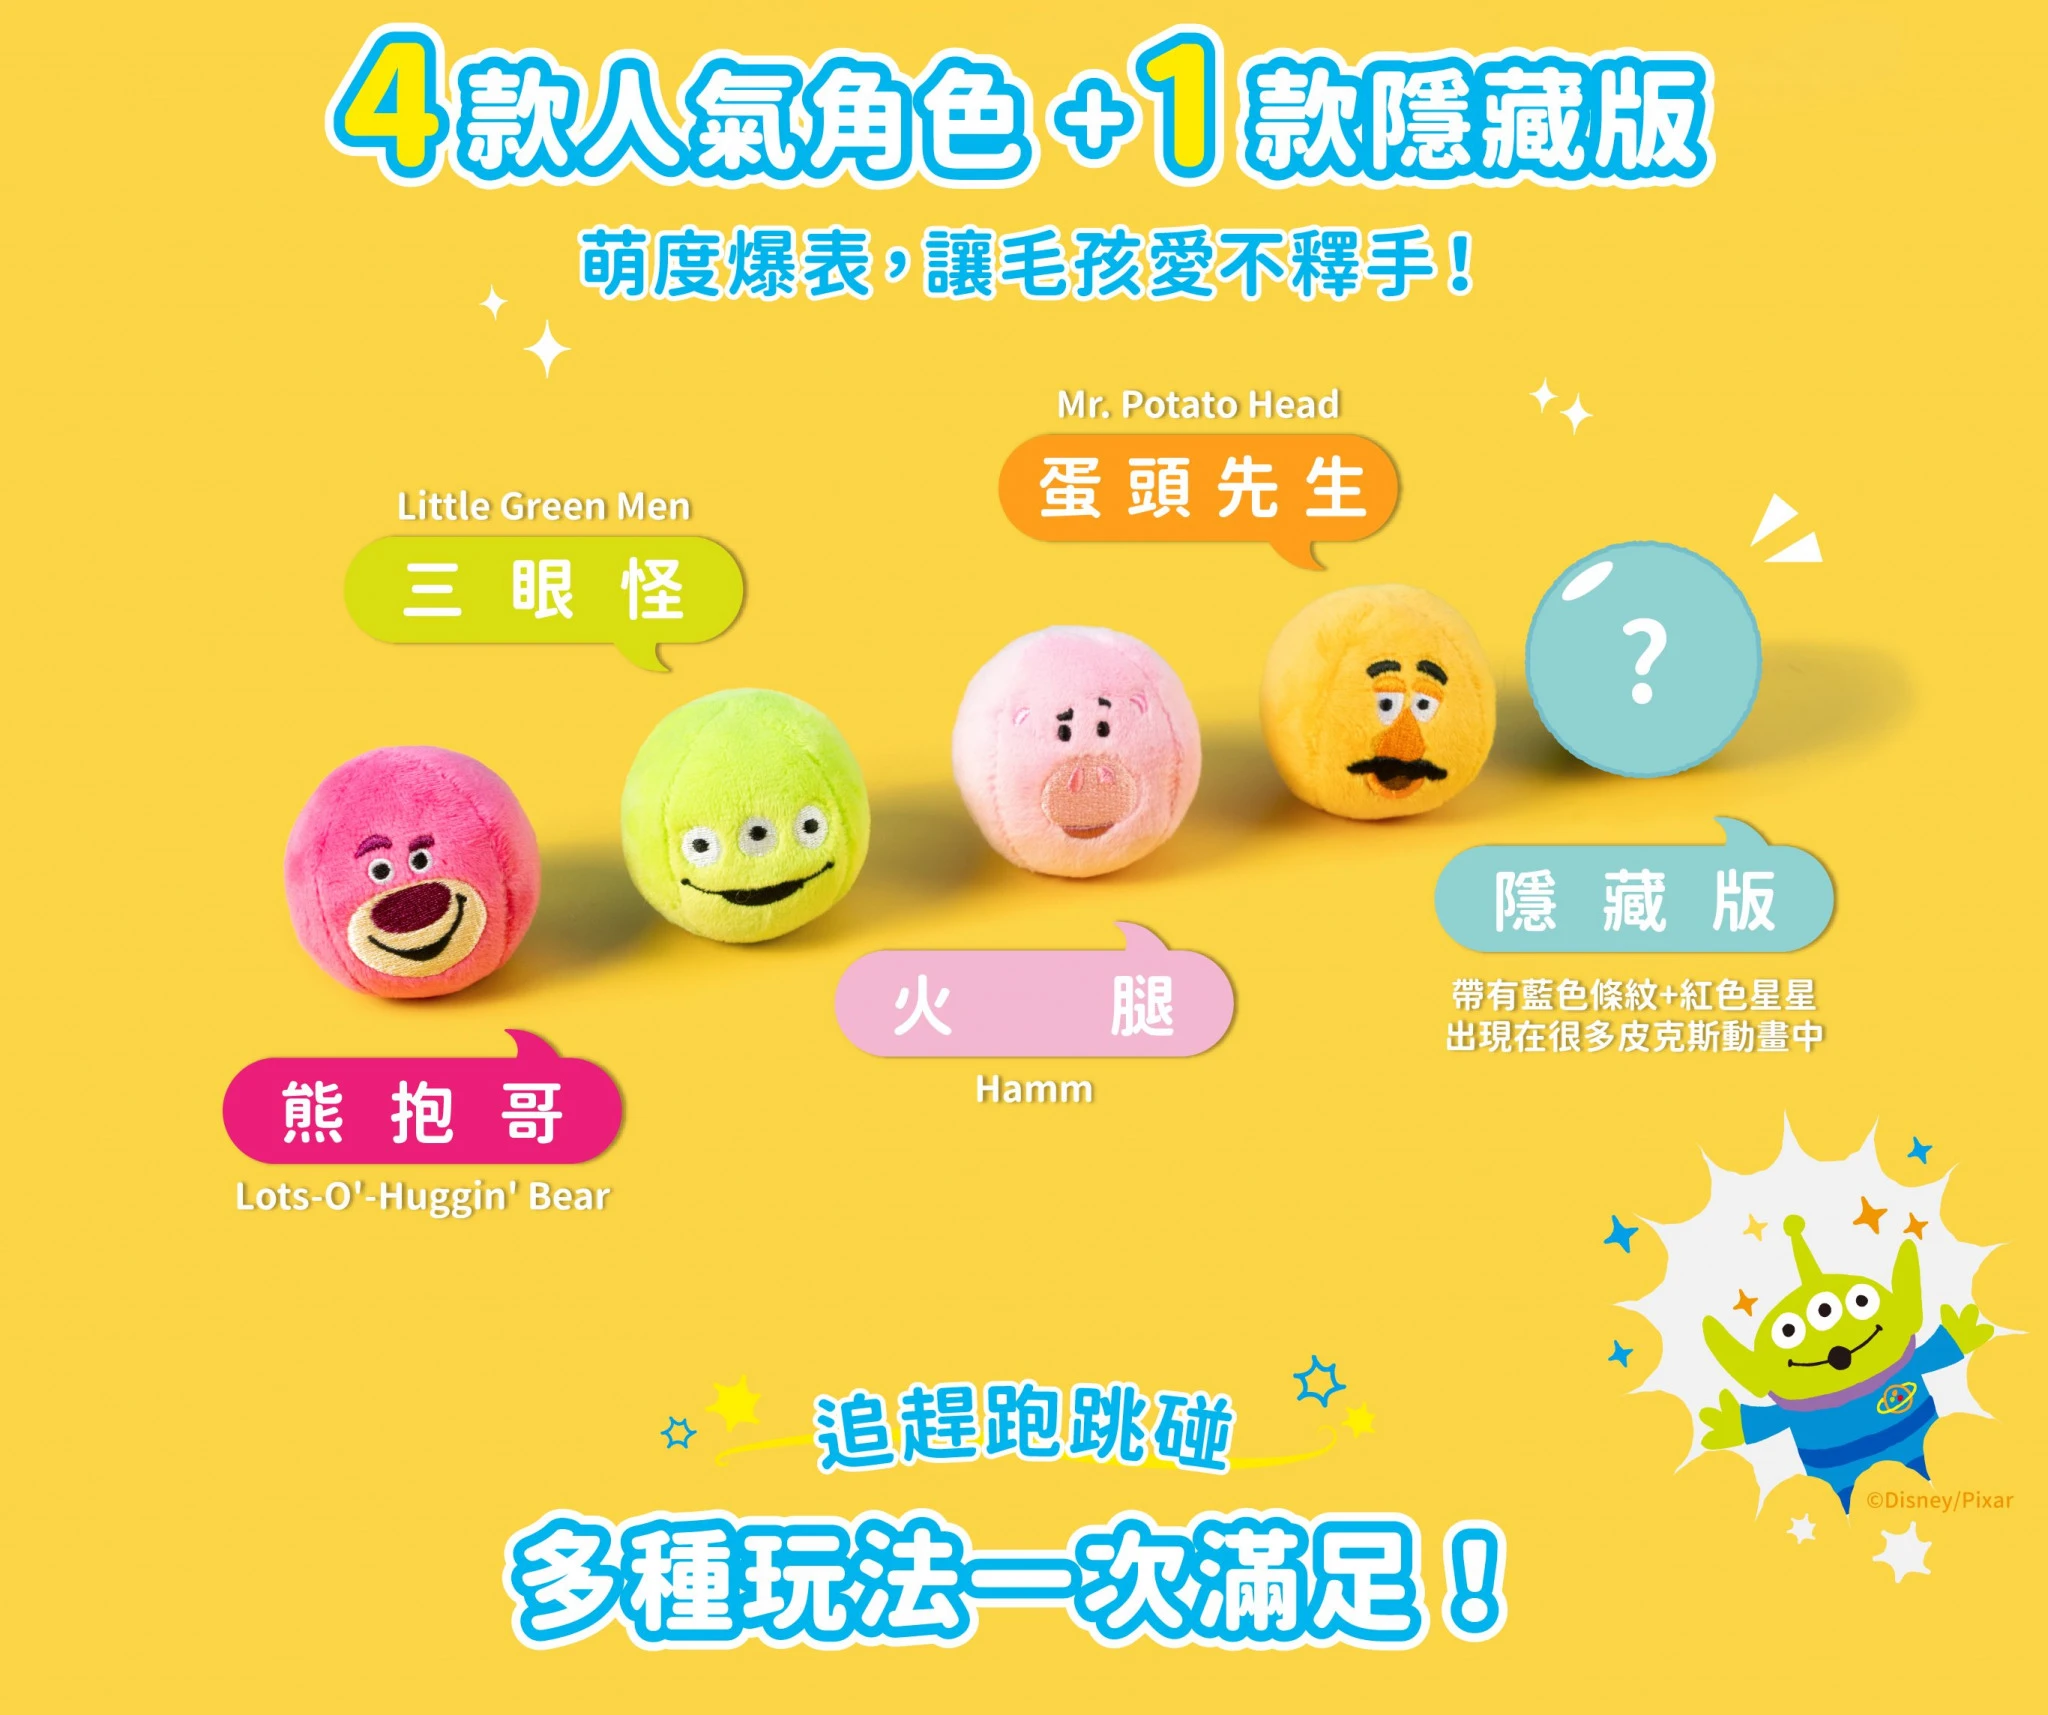 4款人氣角色+1款隱藏版
萌度爆表，讓毛孩愛不釋手！
Mr. Potato Head
蛋頭先生
Little Green Men
三眼怪
?
隱藏版
帶有藍色條紋+紅色星星
出現在很多皮克斯動畫中
火腿
Hamm
熊抱哥
Lots-O'-Huggin' Bear
追趕跑跳碰
©Disney/Pixar
多種玩法一次滿足！